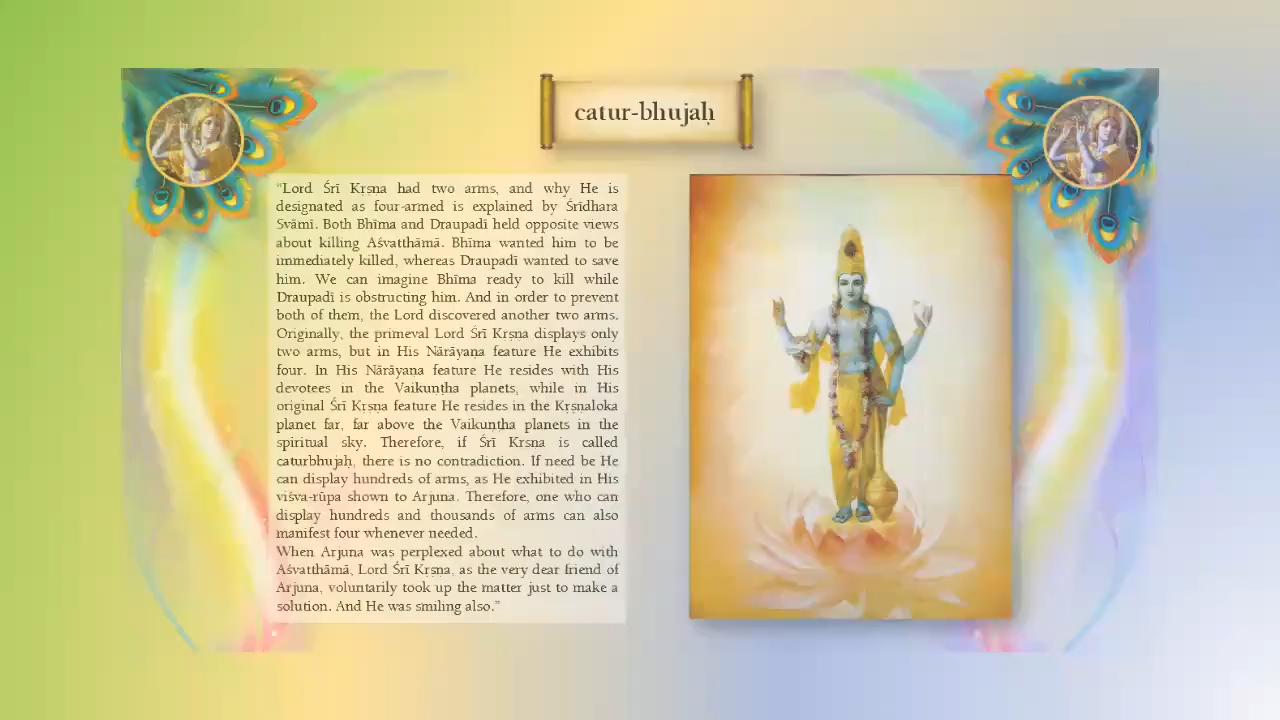 catur-bhujaḥ
“Lord Śrī Kṛṣṇa had two arms, and why He is
designated as four-armed is explained by Śrīdhara
Svāmī. Both Bhīma and Draupadī held opposite views
about killing Aśvatthāmā. Bhīma wanted him to be
immediately killed, whereas Draupadī wanted to save
him. We can imagine Bhīma ready to kill while
Draupadī is obstructing him. And in order to prevent
both of them, the Lord discovered another two arms.
Originally, the primeval Lord Śrī Kṛṣṇa displays only
two arms, but in His Nārāyaṇa feature He exhibits
four. In His Nārāyaṇa feature He resides with His
devotees in the Vaikuṇṭha planets, while in His
original Śrī Kṛṣṇa feature He resides in the Kṛṣṇaloka
planet far, far above the Vaikuṇṭha planets in the
spiritual sky. Therefore, if Śrī Kṛṣṇa is called
caturbhujaḥ, there is no contradiction. If need be He
can display hundreds of arms, as He exhibited in His
viśva-rūpa shown to Arjuna. Therefore, one who can
display hundreds and thousands of arms can also
manifest four whenever needed.
When Arjuna was perplexed about what to do with
Aśvatthāmā, Lord Śrī Kṛṣṇa, as the very dear friend of
Arjuna, voluntarily took up the matter just to make a
solution. And He was smiling also.”